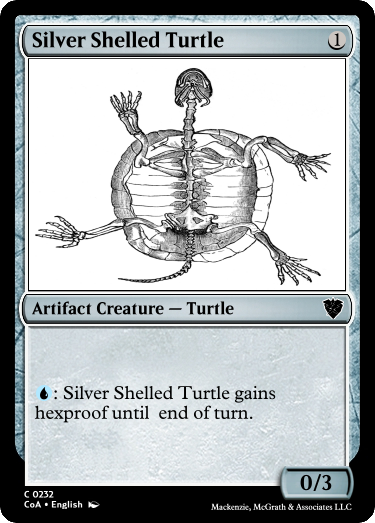 Silver Shelled Turtle 1
Artifact Creature — Turtle
: Silver Shelled Turtle gains
hexproof until  end of turn.
0/3
C 0232
CoA • English
Mackenzie, McGrath & Associates LLC